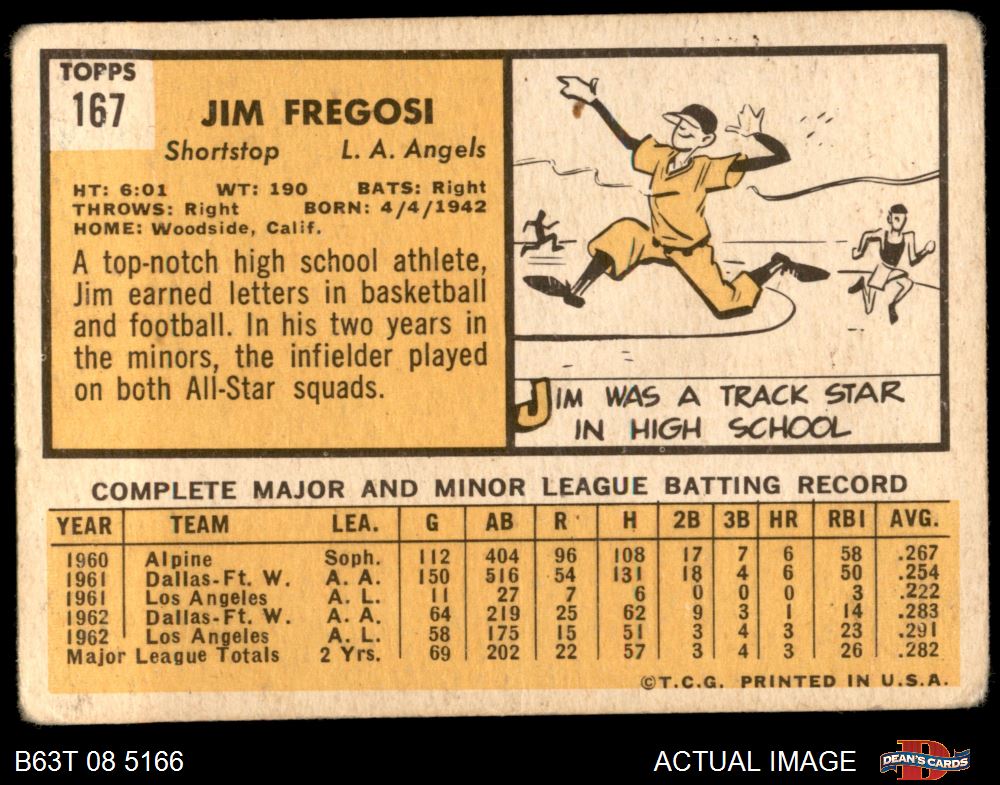 TOPPS
167
JIM FREGOSI
Shortstop L. A. Angels
HT: 6:01 WT: 190 BATS: Right
THROWS: Right BORN: 4/4/1942
HOME: Woodside, Calif.
A top-notch high school athlete,
Jim earned letters in basketball
and football. In his two years in
the minors, the infielder played
on both All-Star squads.
JIM WAS A TRACK STAR
IN HIGH SCHOOL
COMPLETE MAJOR AND MINOR LEAGUE BATTING RECORD
YEAR TEAM LEA. G AB R H 2B 3B HR RBI AVG.
1960 Alpine Soph. 112 404 96 108 17 7 6 58 .267
1961 Dallas-Ft. W. A. A. 150 516 54 131 18 4 6 50 .254
1961 Los Angeles A. L. 11 27 7 6 0 0 0 3 .222
1962 Dallas-Ft. W. A. A. 64 219 25 62 9 3 1 14 .283
1962 Los Angeles A. L. 58 175 15 51 3 4 3 23 .291
Major League Totals 2 Yrs. 69 202 22 57 3 4 3 26 .282
©T.C.G. PRINTED IN U.S.A.
B63T 08 5166 ACTUAL IMAGE DEAN'S CARDS